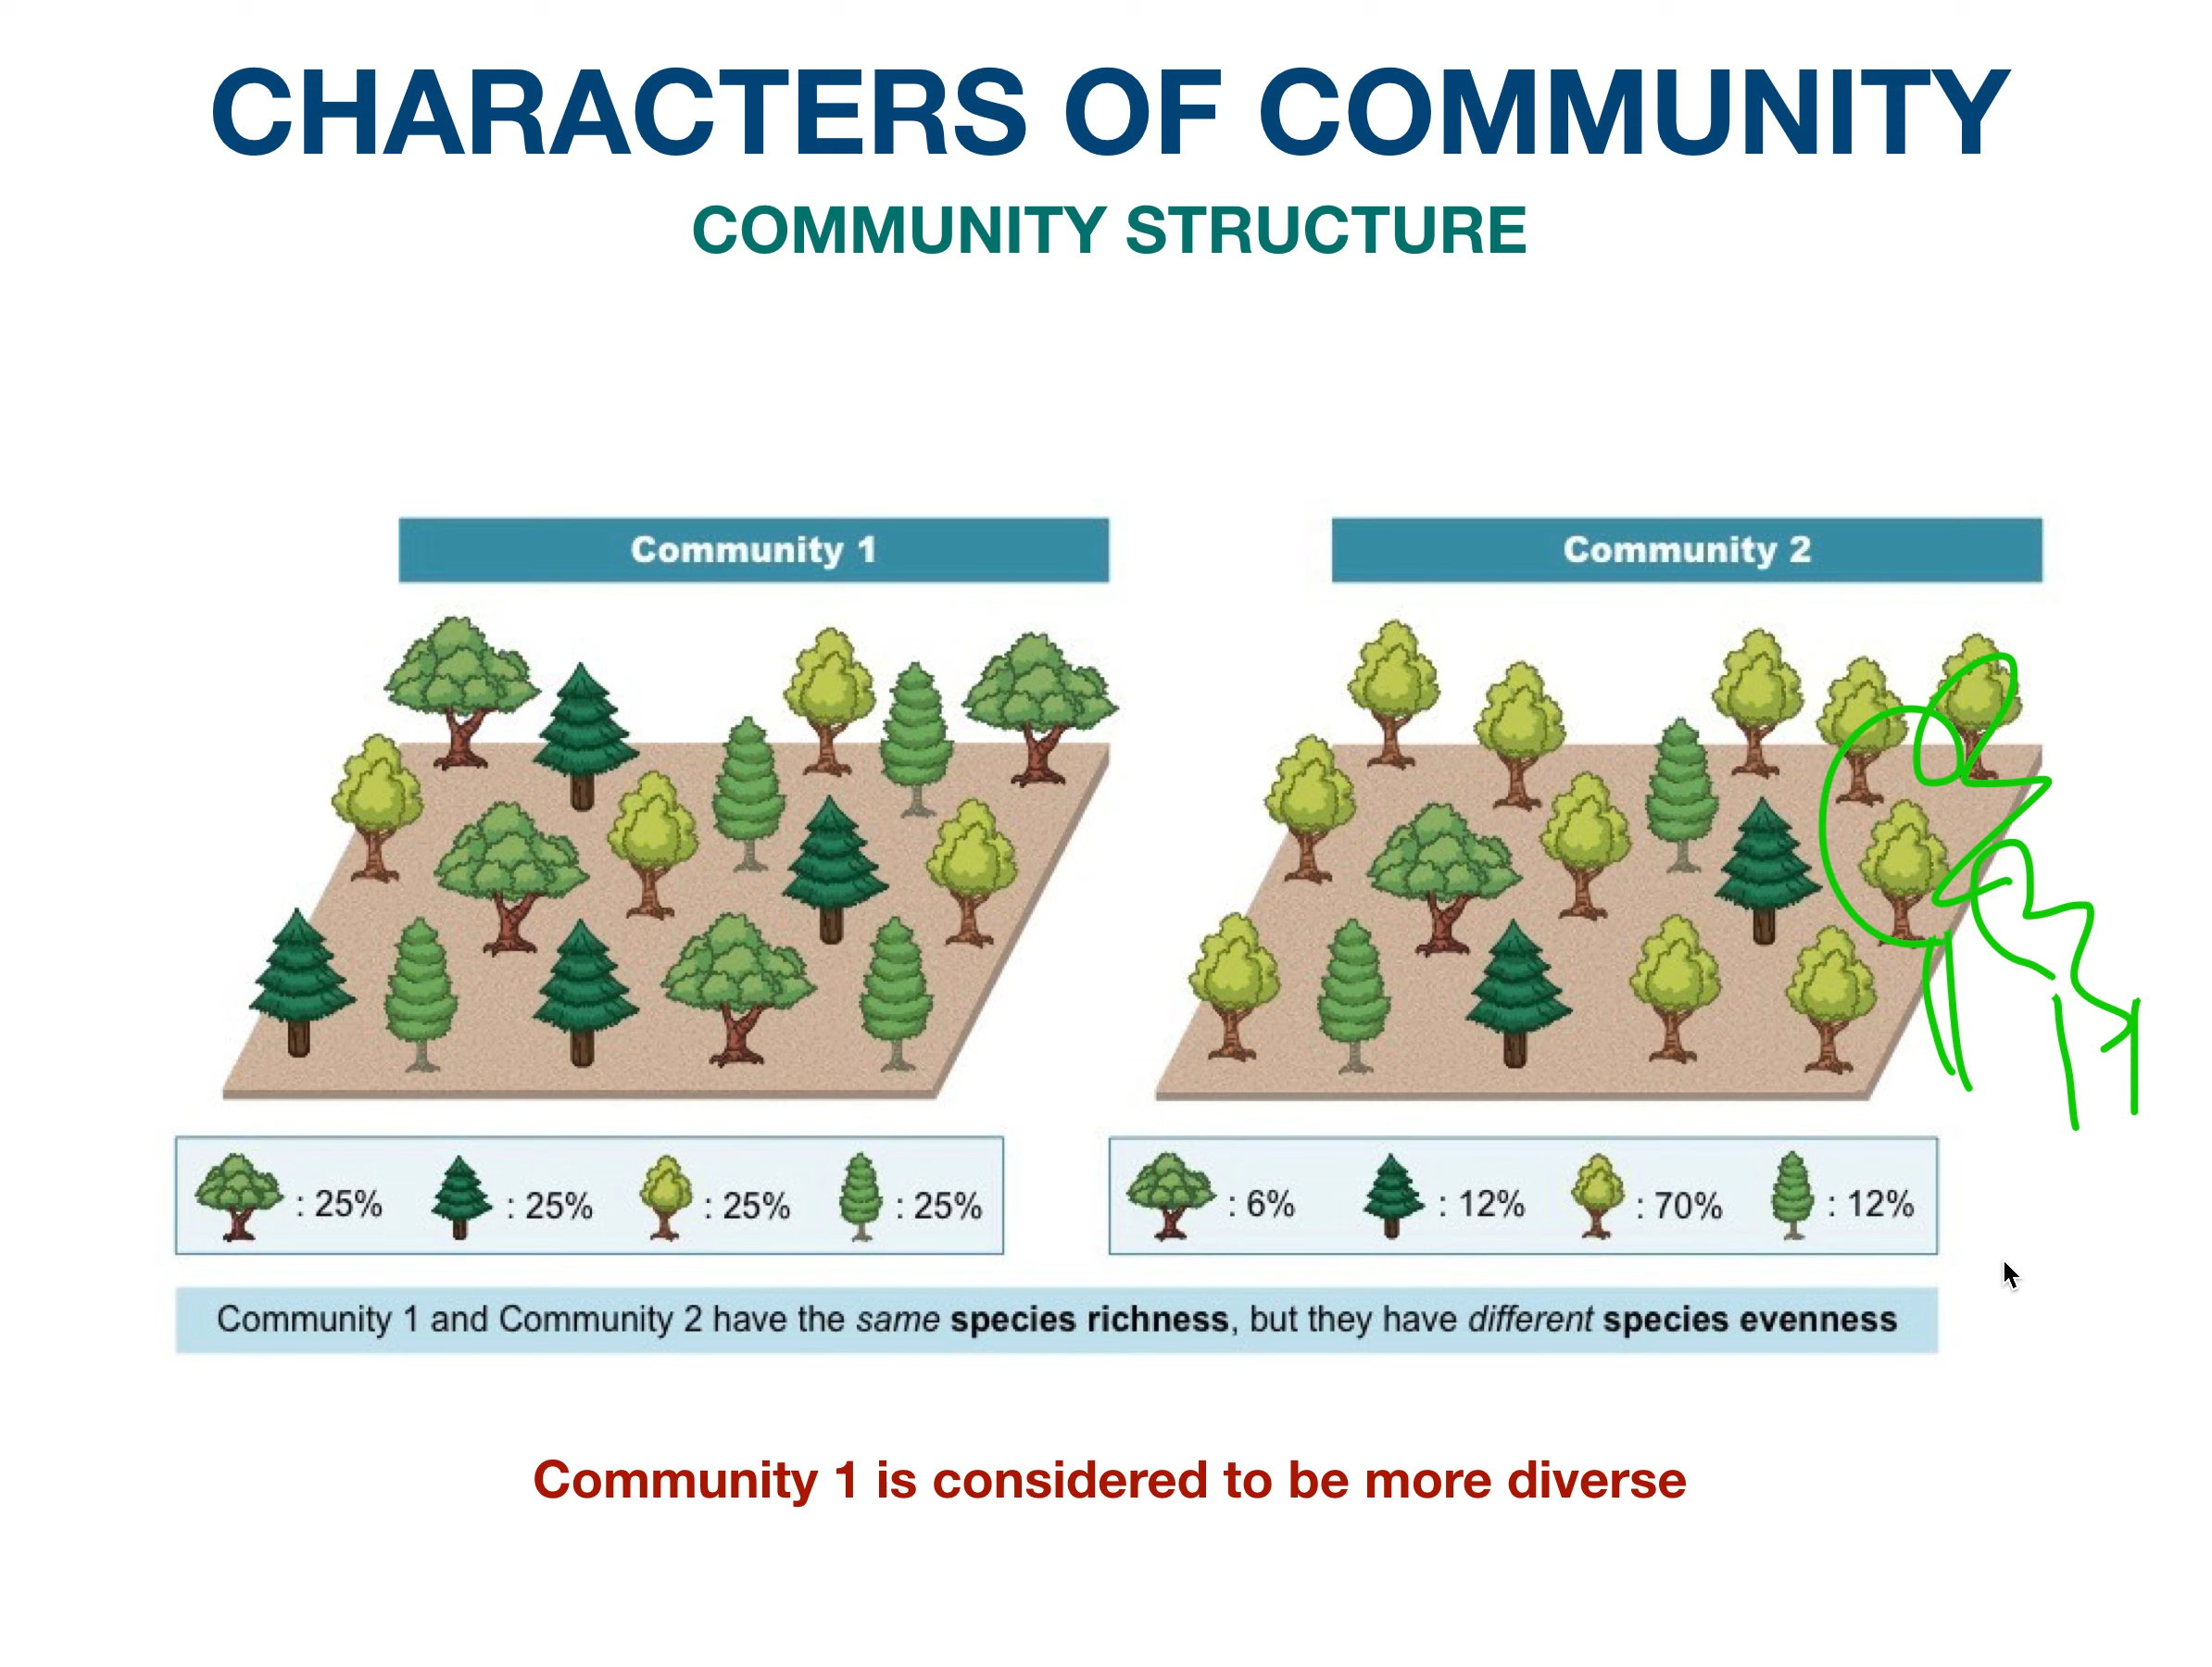 CHARACTERS OF COMMUNITY
COMMUNITY STRUCTURE
Community 1
Community 2
: 25% : 25% : 25% : 25%
: 6% : 12% : 70% : 12%
Community 1 and Community 2 have the same species richness, but they have different species evenness
Community 1 is considered to be more diverse